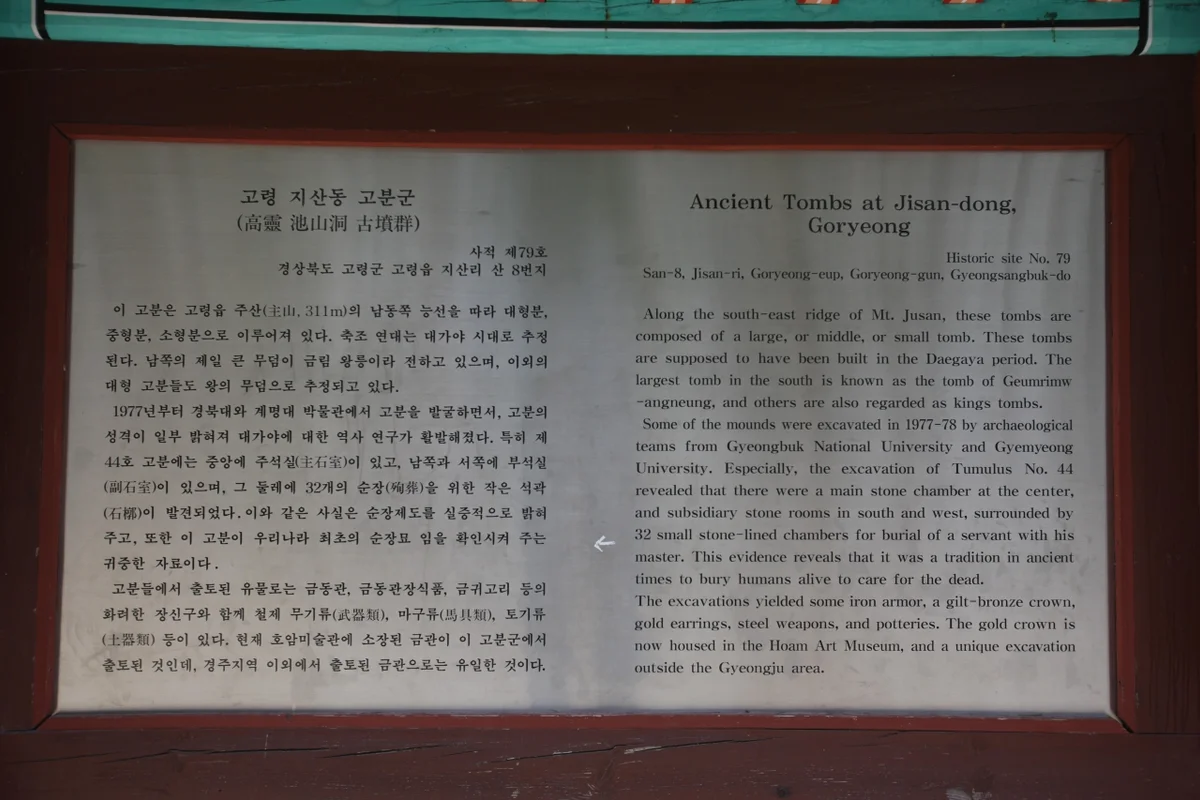 고령 지산동 고분군
(高靈 池山洞 古墳群)
사적 제79호
경상북도 고령군 고령읍 지산리 산 8번지
이 고분은 고령읍 주산(主山, 311m)의 남동쪽 능선을 따라 대형분,
중형분, 소형분으로 이루어져 있다. 축조 연대는 대가야 시대로 추정
된다. 남쪽의 제일 큰 무덤이 금림 왕릉이라 전하고 있으며, 이외의
대형 고분들도 왕의 무덤으로 추정되고 있다.
1977년부터 경북대와 계명대 박물관에서 고분을 발굴하면서, 고분의
성격이 일부 밝혀져 대가야에 대한 역사 연구가 활발해졌다. 특히 제
44호 고분에는 중앙에 주석실(主石室)이 있고, 남쪽과 서쪽에 부석실
(副石室)이 있으며, 그 둘레에 32개의 순장(殉葬)을 위한 작은 석곽
(石槨)이 발견되었다. 이와 같은 사실은 순장제도를 실증적으로 밝혀
주고, 또한 이 고분이 우리나라 최초의 순장묘 임을 확인시켜 주는
귀중한 자료이다.
고분들에서 출토된 유물로는 금동관, 금동관장식품, 금귀고리 등의
화려한 장신구와 함께 철제 무기류(武器類), 마구류(馬具類), 토기류
(土器類) 등이 있다. 현재 호암미술관에 소장된 금관이 이 고분군에서
출토된 것인데, 경주지역 이외에서 출토된 금관으로는 유일한 것이다.
Ancient Tombs at Jisan-dong,
Goryeong
Historic site No. 79
San-8, Jisan-ri, Goryeong-eup, Goryeong-gun, Gyeongsangbuk-do
Along the south-east ridge of Mt. Jusan, these tombs are
composed of a large, or middle, or small tomb. These tombs
are supposed to have been built in the Daegaya period. The
largest tomb in the south is known as the tomb of Geumrimw
-angneung, and others are also regarded as kings tombs.
Some of the mounds were excavated in 1977-78 by archaeological
teams from Gyeongbuk National University and Gyemyeong
University. Especially, the excavation of Tumulus No. 44
revealed that there were a main stone chamber at the center,
and subsidiary stone rooms in south and west, surrounded by
32 small stone-lined chambers for burial of a servant with his
master. This evidence reveals that it was a tradition in ancient
times to bury humans alive to care for the dead.
The excavations yielded some iron armor, a gilt-bronze crown,
gold earrings, steel weapons, and potteries. The gold crown is
now housed in the Hoam Art Museum, and a unique excavation
outside the Gyeongju area.